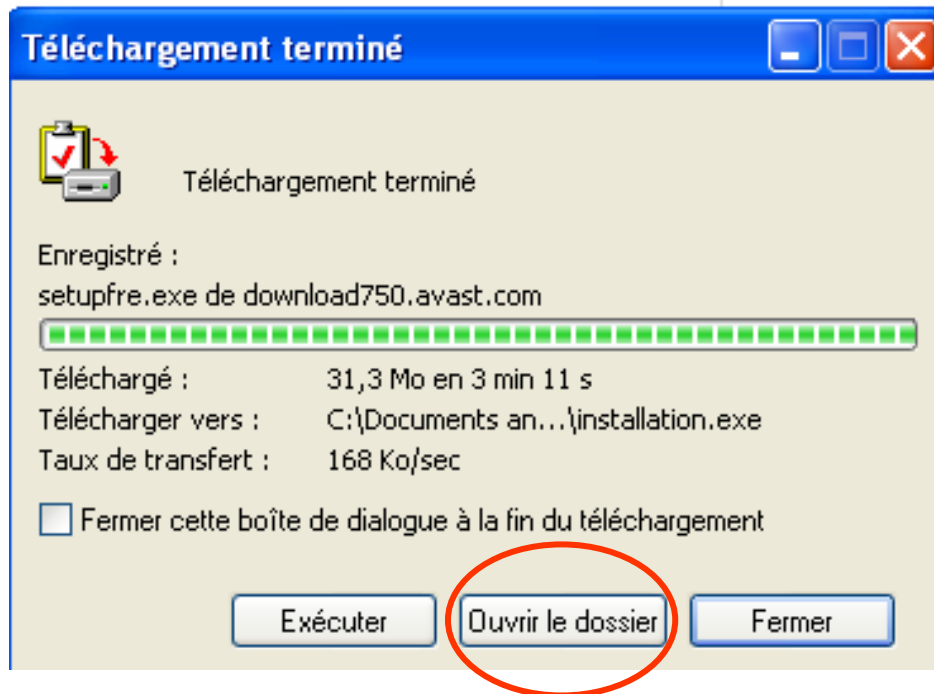 Téléchargement terminé
Téléchargement terminé
Enregistré :
setupfre.exe de download750.avast.com
Téléchargé : 31,3 Mo en 3 min 11 s
Télécharger vers : C:\Documents an...\installation.exe
Taux de transfert : 168 Ko/sec
Fermer cette boîte de dialogue à la fin du téléchargement
Exécuter Ouvrir le dossier Fermer